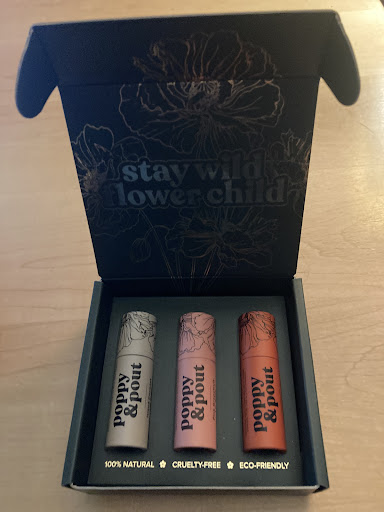 stay wild
flower child
poppy
&pout
poppy
&pout
poppy
&pout
100% NATURAL ✿ CRUELTY-FREE ✿ ECO-FRIENDLY